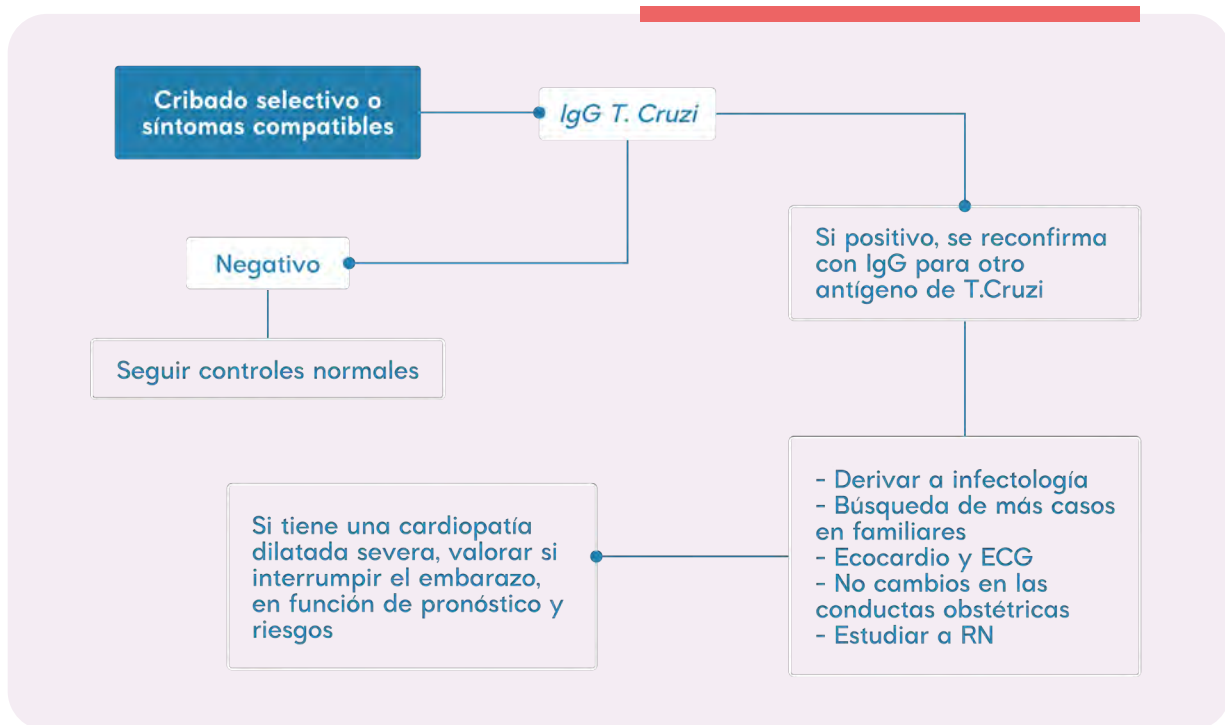 Cribado selectivo o
síntomas compatibles
IgG T. Cruzi
Negativo
Seguir controles normales
Si positivo, se reconfirma
con IgG para otro
antígeno de T.Cruzi
- Derivar a infectología
- Búsqueda de más casos
en familiares
- Ecocardio y ECG
- No cambios en las
conductas obstétricas
- Estudiar a RN
Si tiene una cardiopatía
dilatada severa, valorar si
interrumpir el embarazo,
en función de pronóstico y
riesgos